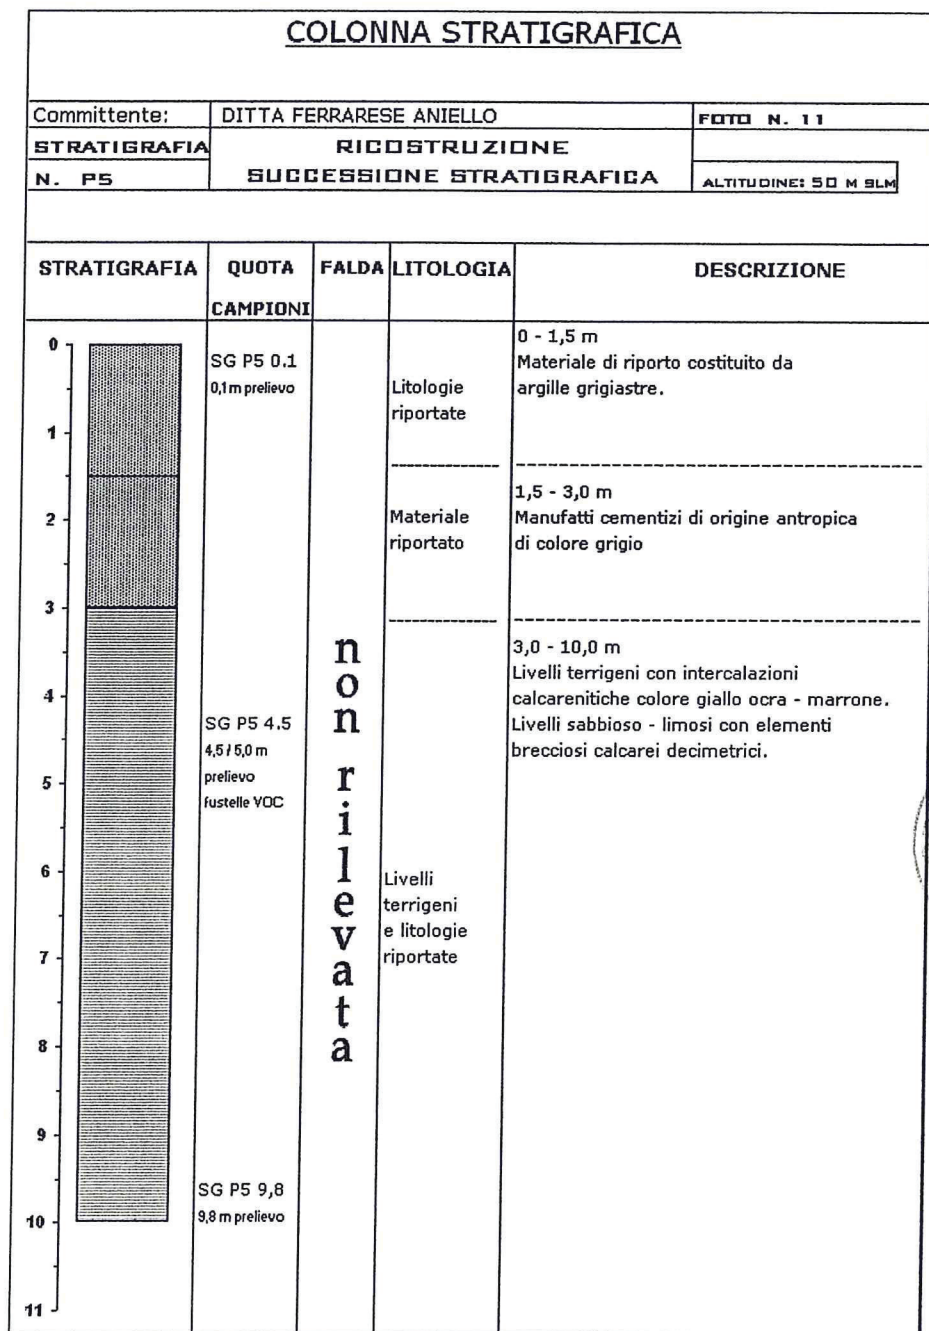 COLONNA STRATIGRAFICA
Committente: DITTA FERRARESE ANIELLO FOTO N. 11
STRATIGRAFIA RICOSTRUZIONE
N. P5 SUCCESSIONE STRATIGRAFICA ALTITUDINE: 50 M SLM
STRATIGRAFIA QUOTA FALDA LITOLOGIA DESCRIZIONE
CAMPIONI
0
1
2
3
4
5
6
7
8
9
10
11
SG P5 0.1
0,1 m prelievo
SG P5 4.5
4,5 / 5,0 m
prelievo
fustelle VOC
SG P5 9,8
9,8 m prelievo
non rilevata
Litologie
riportate
Materiale
riportato
Livelli
terrigeni
e litologie
riportate
0 - 1,5 m
Materiale di riporto costituito da
argille grigiastre.
1,5 - 3,0 m
Manufatti cementizi di origine antropica
di colore grigio
3,0 - 10,0 m
Livelli terrigeni con intercalazioni
calcarenitiche colore giallo ocra - marrone.
Livelli sabbioso - limosi con elementi
brecciosi calcarei decimetrici.